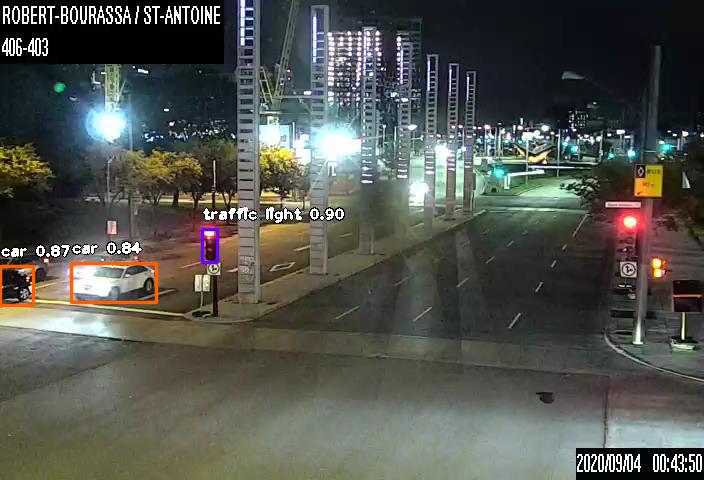 ROBERT-BOURASSA / ST-ANTOINE
406-403
traffic light 0.90
car 0.87
car 0.84
BUS
2020/09/04 00:43:50